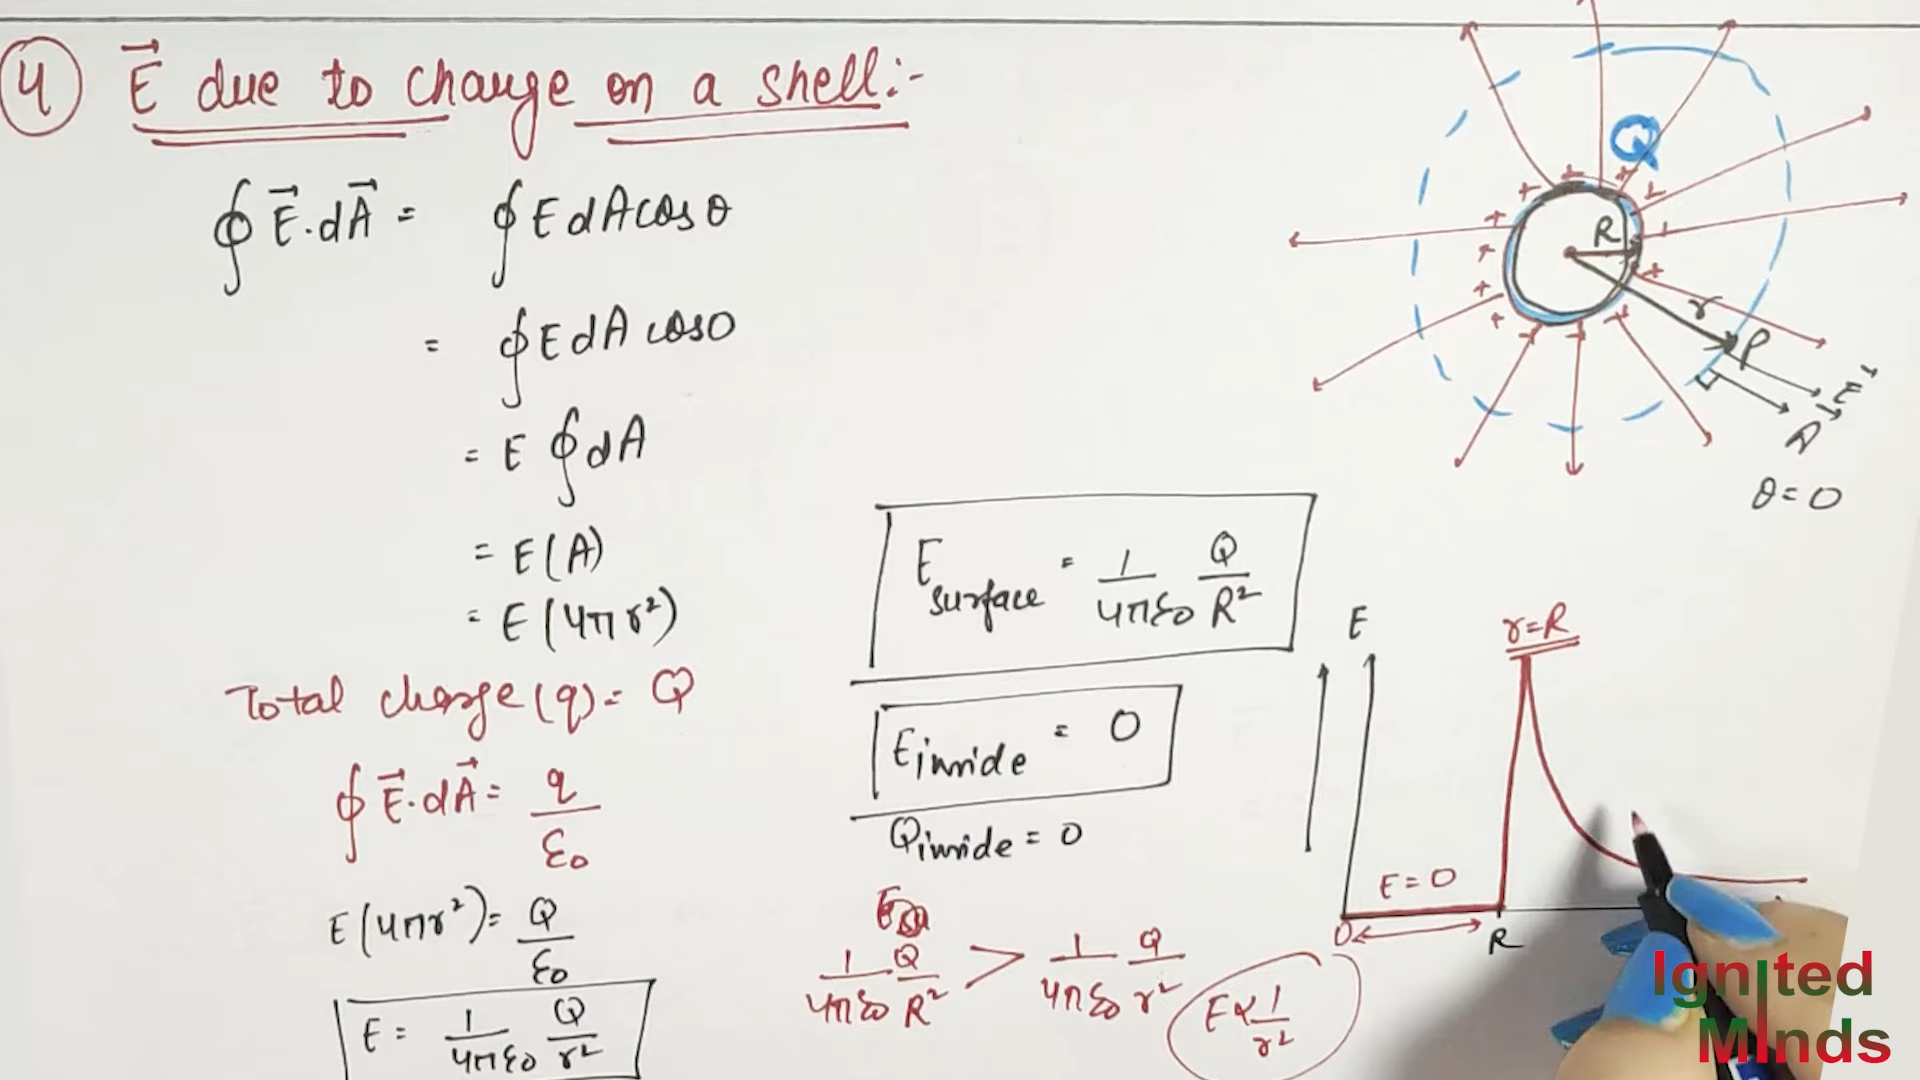 4 E⃗ due to charge on a shell:-
∮ E⃗.dA⃗ = ∮ E dA cos θ
= ∮ E dA cos 0
= E ∮ dA
= E(A)
= E(4πr²)
Total charge (q) = Q
∮ E⃗.dA⃗ = q/ε₀
E(4πr²) = Q/ε₀
E = 1/4πε₀ Q/r²
E surface = 1/4πε₀ Q/R²
E inside = 0
Q inside = 0
1/4πε₀ Q/R² > 1/4πε₀ Q/r²
E ∝ 1/r²
Q
R
r
P
E⃗
A⃗
θ = 0
E
r=R
E = 0
O
R
Ignited
Minds